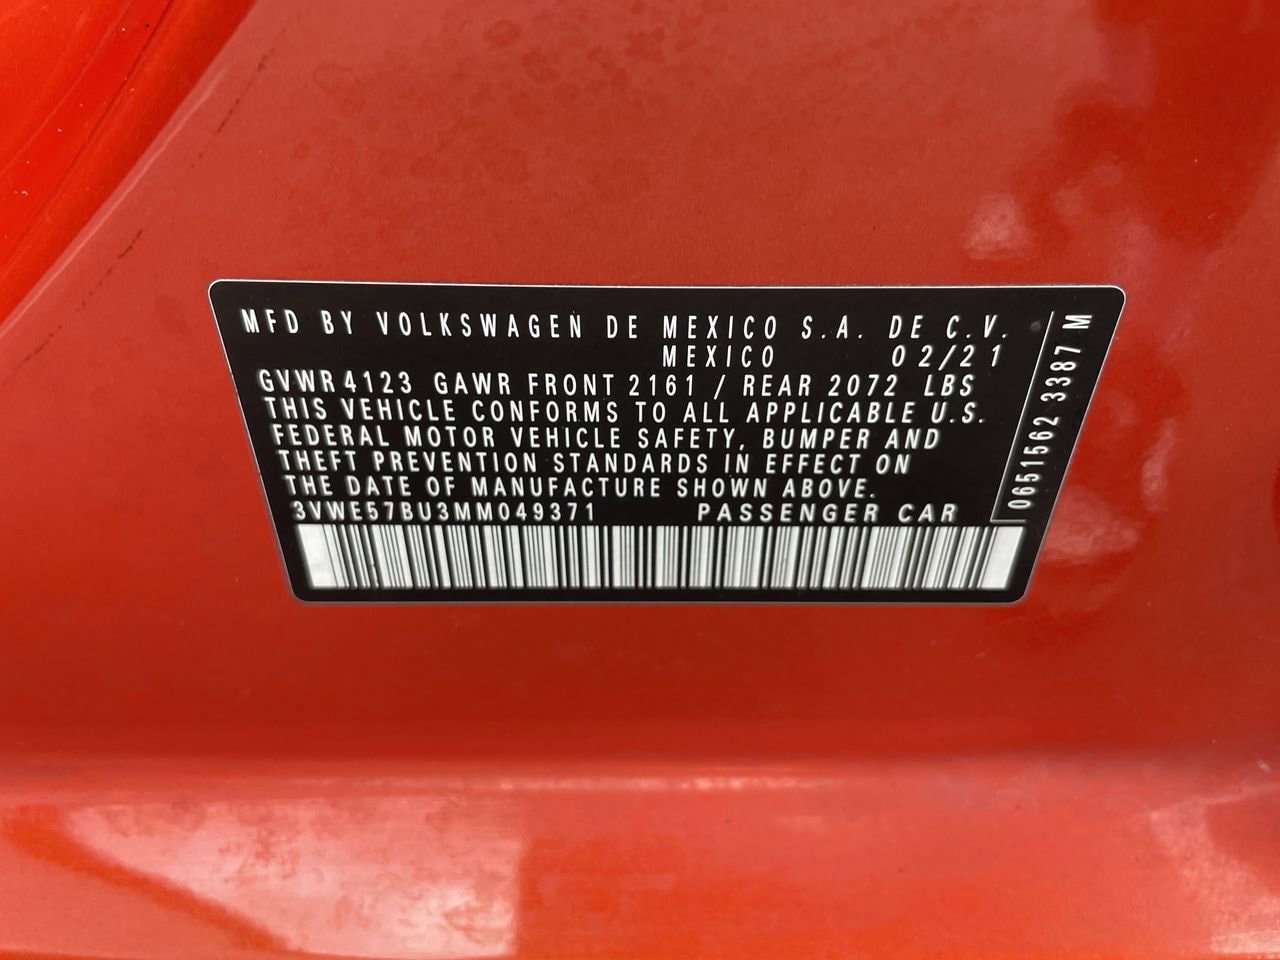 MFD BY VOLKSWAGEN DE MEXICO S.A. DE C.V.
MEXICO 02/21
GVWR 4123 GAWR FRONT 2161 / REAR 2072 LBS
THIS VEHICLE CONFORMS TO ALL APPLICABLE U.S.
FEDERAL MOTOR VEHICLE SAFETY, BUMPER AND
THEFT PREVENTION STANDARDS IN EFFECT ON
THE DATE OF MANUFACTURE SHOWN ABOVE.
3VWE57BU3MM049371 PASSENGER CAR
0651562 3387 M